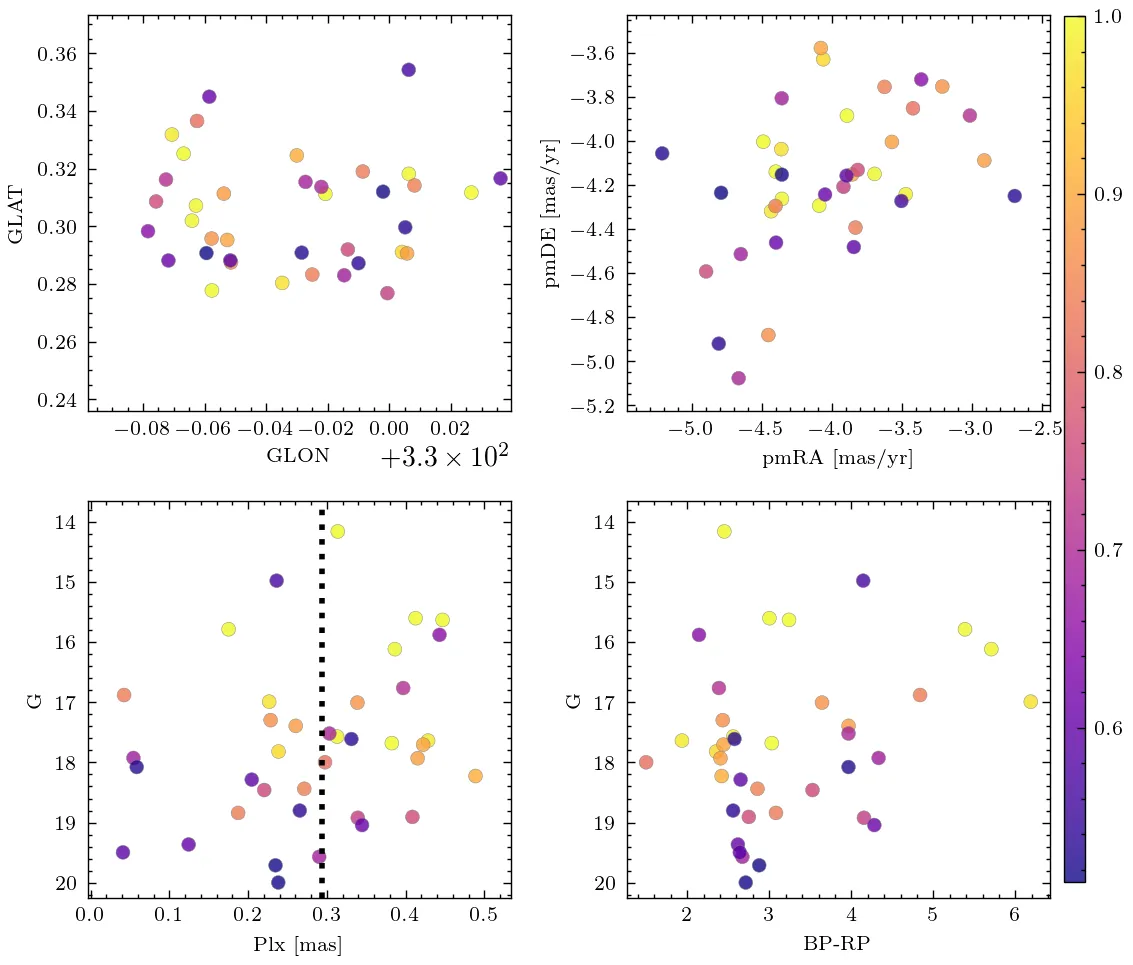 0.36
0.34
0.32
0.30
0.28
0.26
0.24
GLAT
−0.08 −0.06 −0.04 −0.02 0.00 0.02
GLON +3.3 × 10²
−3.6
−3.8
−4.0
−4.2
−4.4
−4.6
−4.8
−5.0
−5.2
pmDE [mas/yr]
−5.0 −4.5 −4.0 −3.5 −3.0 −2.5
pmRA [mas/yr]
14
15
16
17
18
19
20
G
0.0 0.1 0.2 0.3 0.4 0.5
Plx [mas]
14
15
16
17
18
19
20
G
2 3 4 5 6
BP-RP
1.0
0.9
0.8
0.7
0.6